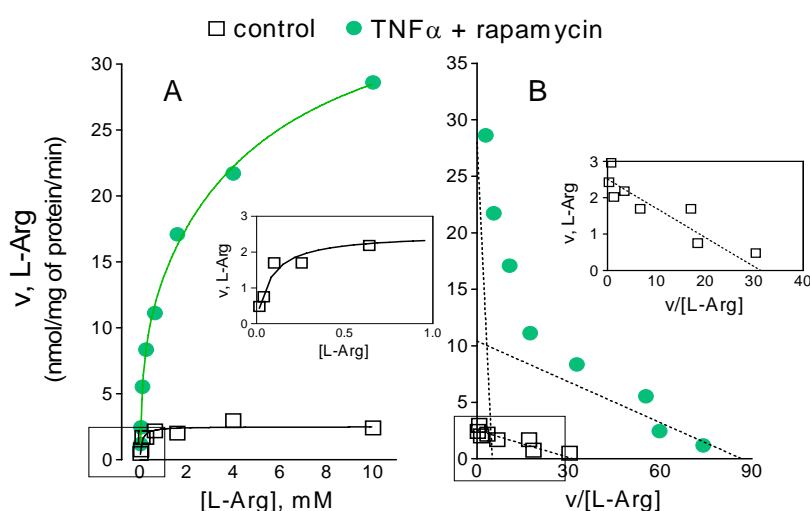 control TNFα + rapamycin
A
v, L-Arg
(nmol/mg of protein/min)
30
25
20
15
10
5
0
0 2 4 6 8 10
[L-Arg], mM
v, L-Arg
3
2
1
0
0.0 0.5 1.0
[L-Arg]
B
35
30
25
20
15
10
5
0
0 30 60 90
v/[L-Arg]
v, L-Arg
3
2
1
0
0 10 20 30 40
v/[L-Arg]